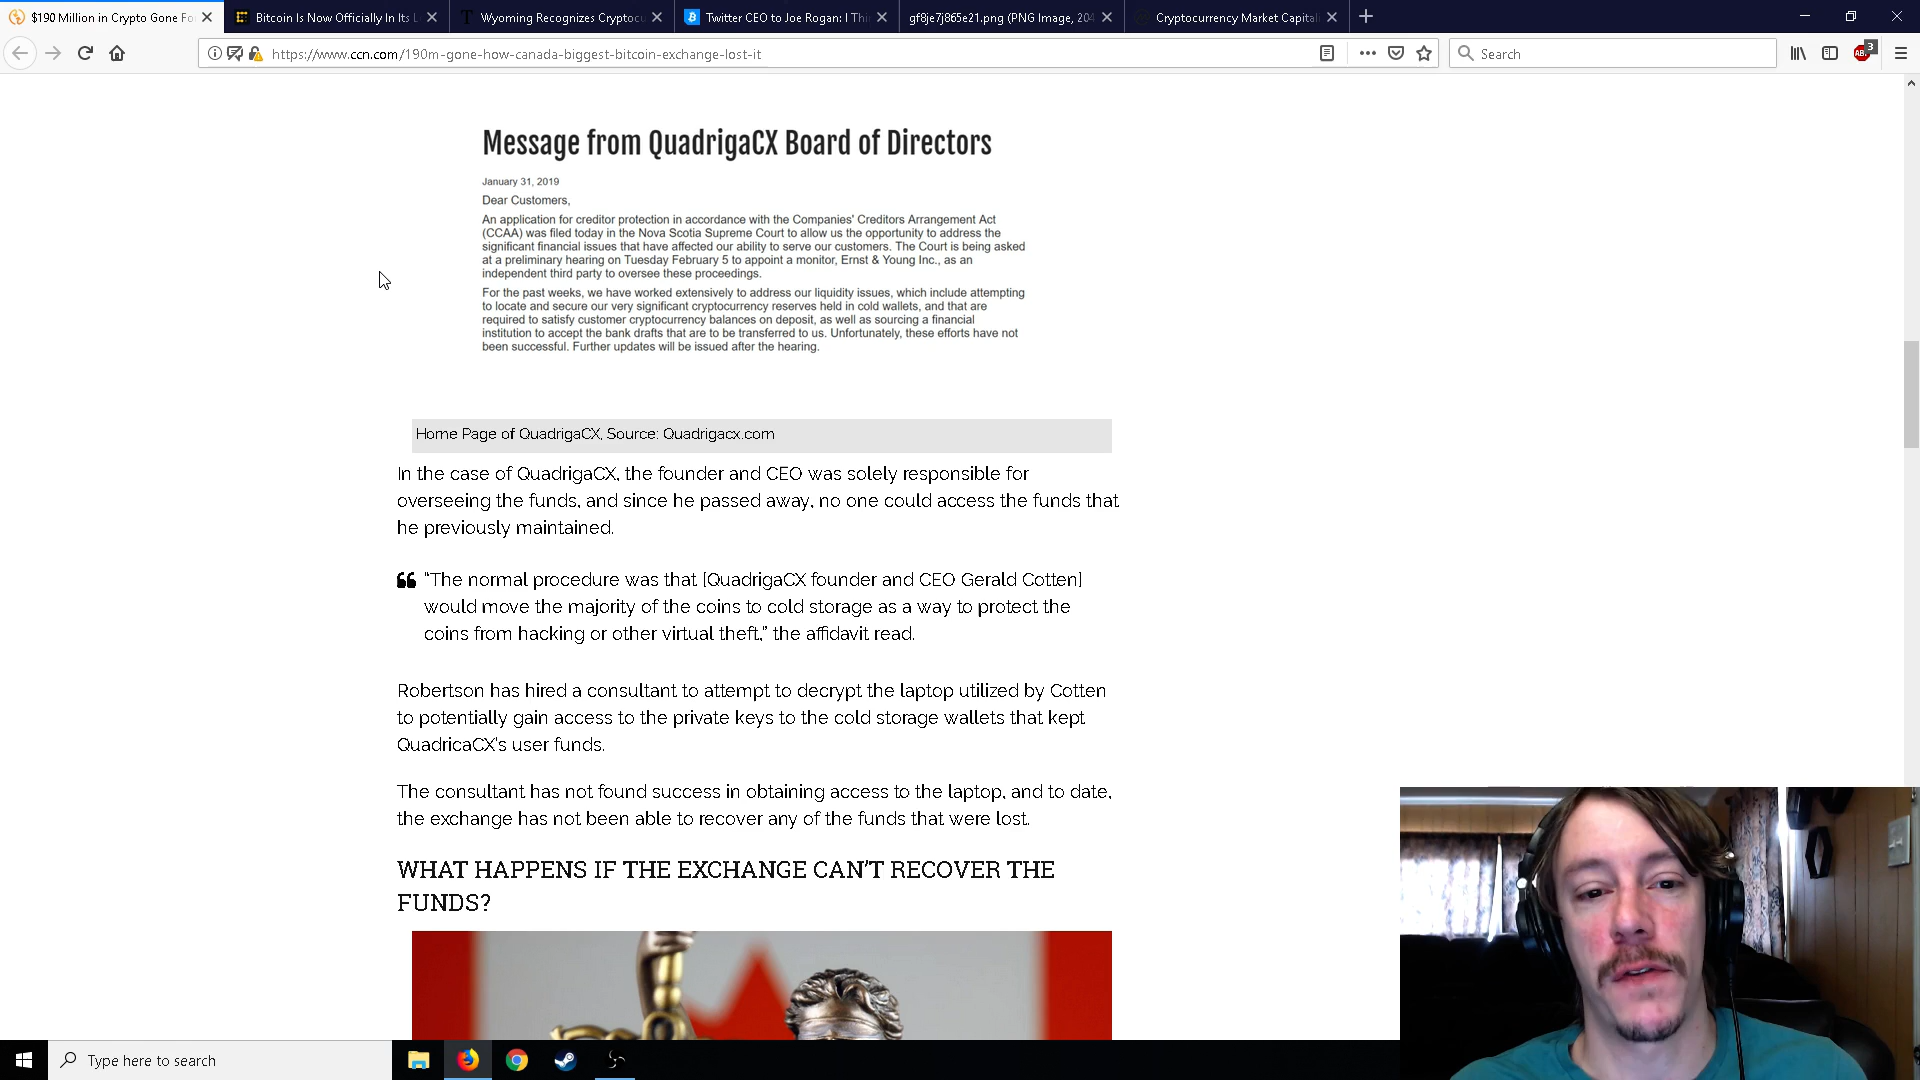 $190 Million in Crypto Gone Fo
Bitcoin Is Now Officially In Its L
Wyoming Recognizes Cryptocu
Twitter CEO to Joe Rogan: I Thi
gf8je7j865e21.png (PNG Image, 204
Cryptocurrency Market Capitali
https://www.ccn.com/190m-gone-how-canada-biggest-bitcoin-exchange-lost-it
Search
3
Message from QuadrigaCX Board of Directors
January 31, 2019
Dear Customers,
An application for creditor protection in accordance with the Companies' Creditors Arrangement Act
(CCAA) was filed today in the Nova Scotia Supreme Court to allow us the opportunity to address the
significant financial issues that have affected our ability to serve our customers. The Court is being asked
at a preliminary hearing on Tuesday February 5 to appoint a monitor, Ernst & Young Inc., as an
independent third party to oversee these proceedings.
For the past weeks, we have worked extensively to address our liquidity issues, which include attempting
to locate and secure our very significant cryptocurrency reserves held in cold wallets, and that are
required to satisfy customer cryptocurrency balances on deposit, as well as sourcing a financial
institution to accept the bank drafts that are to be transferred to us. Unfortunately, these efforts have not
been successful. Further updates will be issued after the hearing.
Home Page of QuadrigaCX, Source: Quadrigacx.com
In the case of QuadrigaCX, the founder and CEO was solely responsible for
overseeing the funds, and since he passed away, no one could access the funds that
he previously maintained.
“The normal procedure was that [QuadrigaCX founder and CEO Gerald Cotten]
would move the majority of the coins to cold storage as a way to protect the
coins from hacking or other virtual theft,” the affidavit read.
Robertson has hired a consultant to attempt to decrypt the laptop utilized by Cotten
to potentially gain access to the private keys to the cold storage wallets that kept
QuadricaCX’s user funds.
The consultant has not found success in obtaining access to the laptop, and to date,
the exchange has not been able to recover any of the funds that were lost.
WHAT HAPPENS IF THE EXCHANGE CAN’T RECOVER THE
FUNDS?
Type here to search